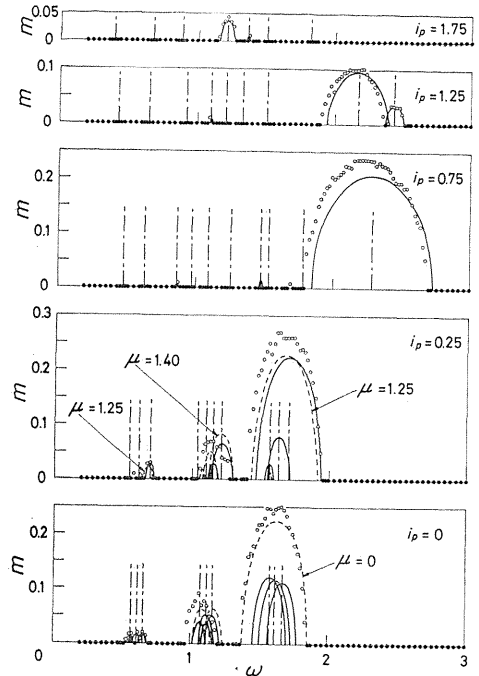 0.05
m
0
i_p = 1.75
0.1
m
0
i_p = 1.25
0.2
m
0.1
0
i_p = 0.75
0.3
0.2
m
0.1
0
i_p = 0.25
μ = 1.40
μ = 1.25
μ = 1.25
0.2
m
0.1
0
i_p = 0
μ = 0
1
2
3
ω